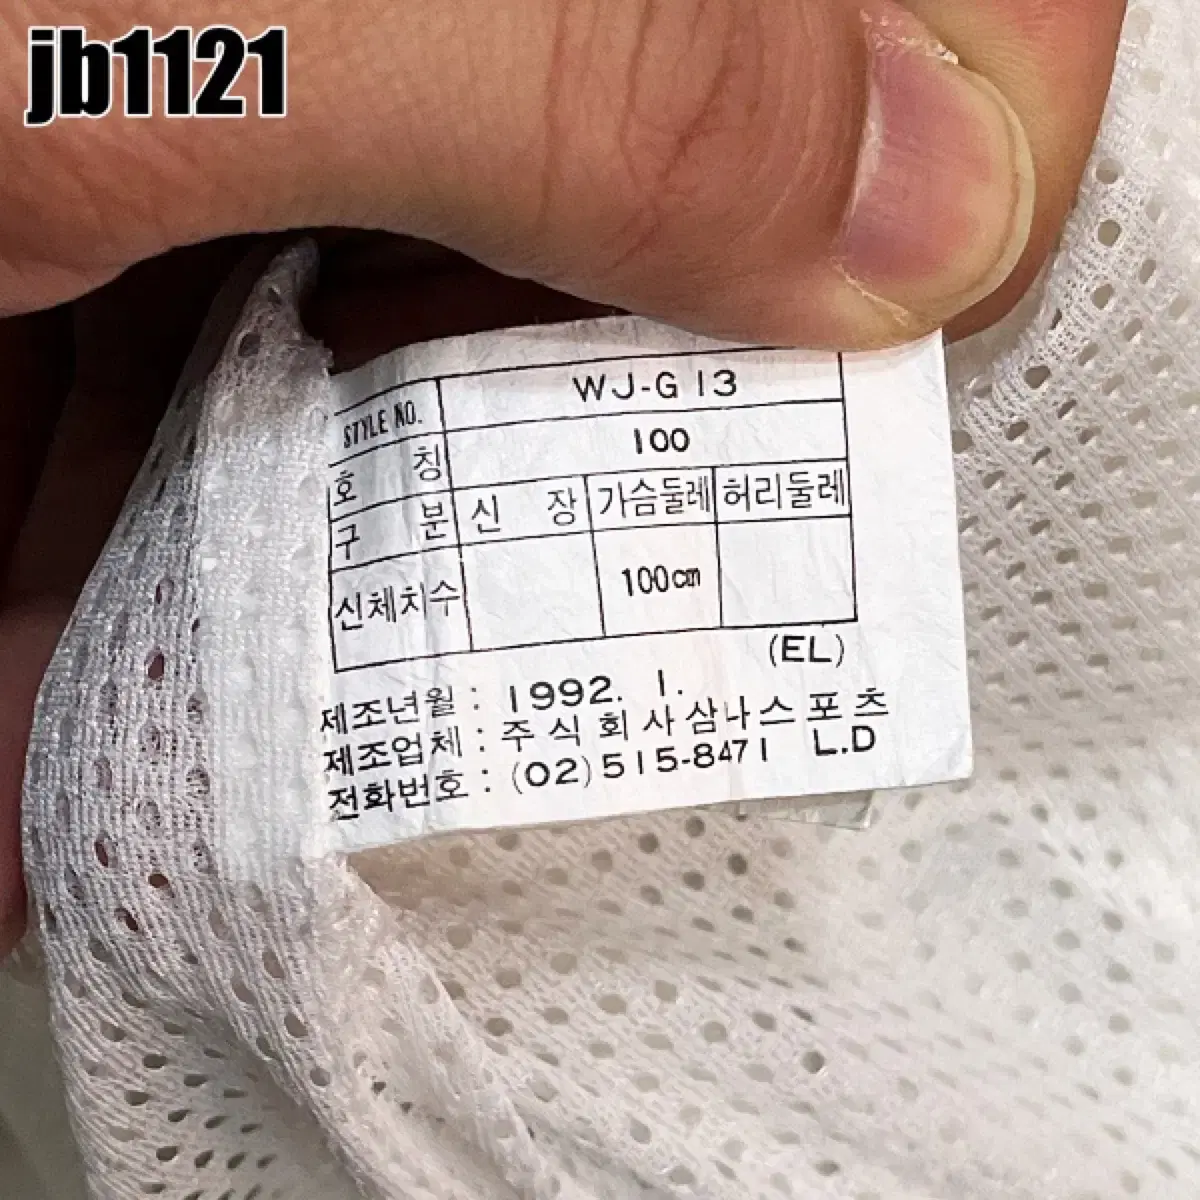 jb1121
STYLE NO. WJ-G 13
호 칭 100
구 분 신 장 가슴둘레 허리둘레
신체치수 100cm
(EL)
제조년월 : 1992. 1.
제조업체 : 주식회사삼나스포츠
전화번호 : (02)515-8471 L.D